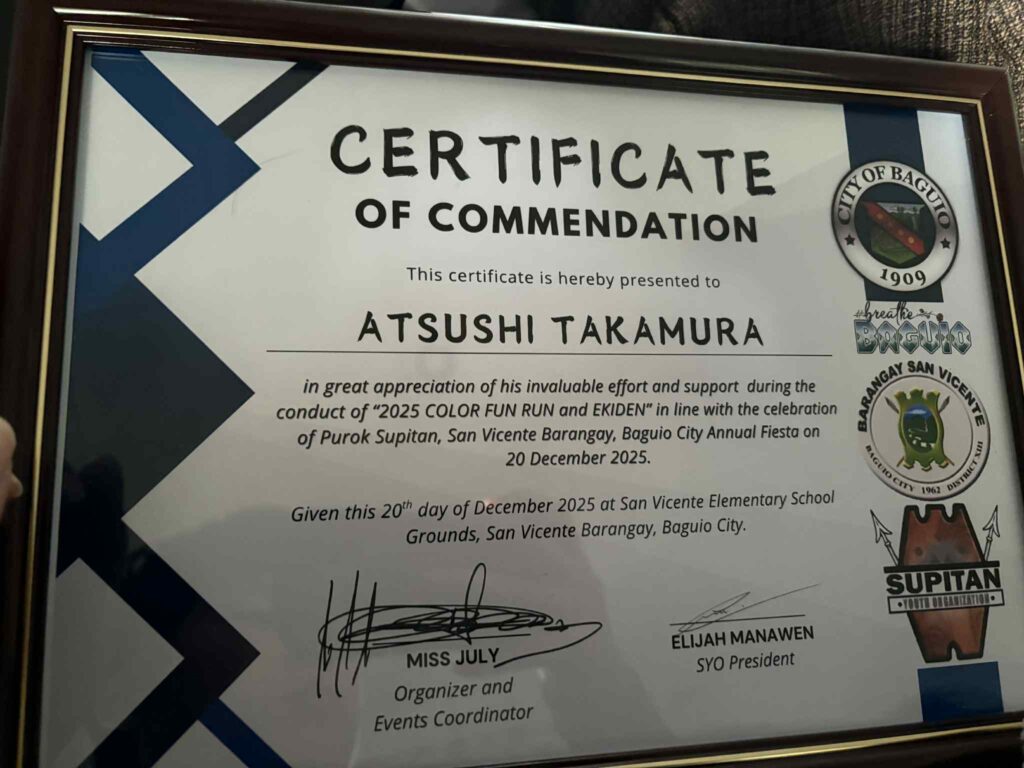 CERTIFICATE
OF COMMENDATION
This certificate is hereby presented to
ATSUSHI TAKAMURA
in great appreciation of his invaluable effort and support during the
conduct of “2025 COLOR FUN RUN and EKIDEN” in line with the celebration
of Purok Supitan, San Vicente Barangay, Baguio City Annual Fiesta on
20 December 2025.
Given this 20th day of December 2025 at San Vicente Elementary School
Grounds, San Vicente Barangay, Baguio City.
MISS JULY
Organizer and
Events Coordinator
ELIJAH MANAWEN
SYO President
CITY OF BAGUIO
1909
#breathe
BAGUIO
BARANGAY SAN VICENTE
BAGUIO CITY 1962 DISTRICT XIII
SUPITAN
YOUTH ORGANIZATION